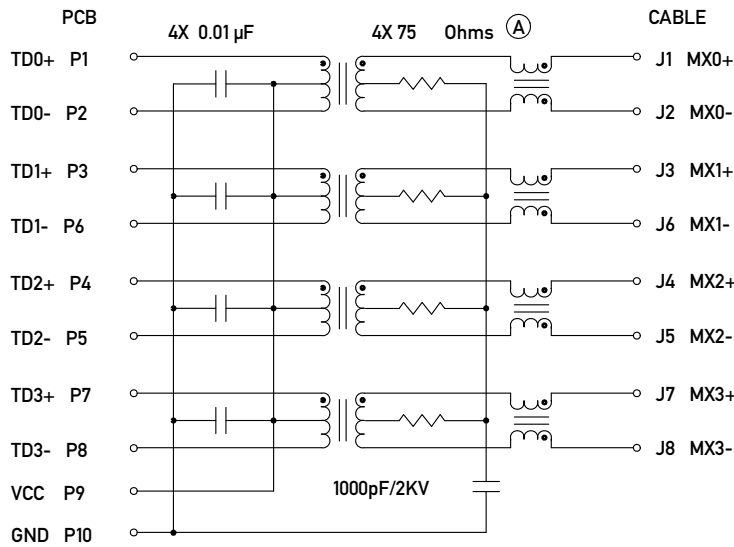 PCB CABLE
4X 0.01 µF 4X 75 Ohms A
TD0+ P1 J1 MX0+
TD0- P2 J2 MX0-
TD1+ P3 J3 MX1+
TD1- P6 J6 MX1-
TD2+ P4 J4 MX2+
TD2- P5 J5 MX2-
TD3+ P7 J7 MX3+
TD3- P8 J8 MX3-
VCC P9 1000pF/2KV
GND P10